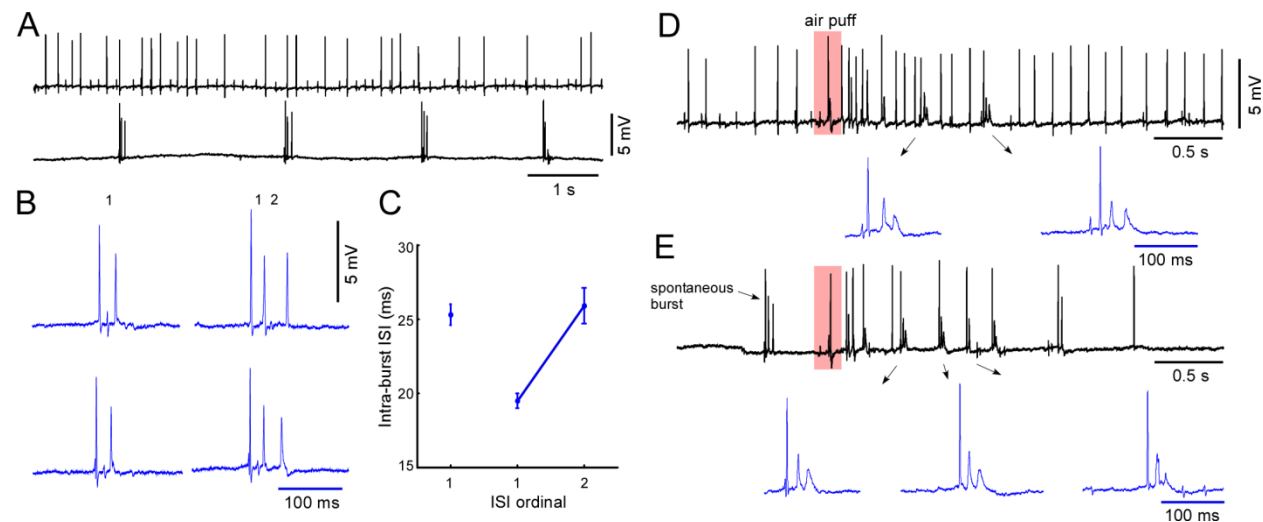 A
5 mV
1 s
B
1
1 2
5 mV
100 ms
C
30
25
20
15
Intra-burst ISI (ms)
1
1
2
ISI ordinal
D
air puff
5 mV
0.5 s
100 ms
E
spontaneous
burst
0.5 s
100 ms